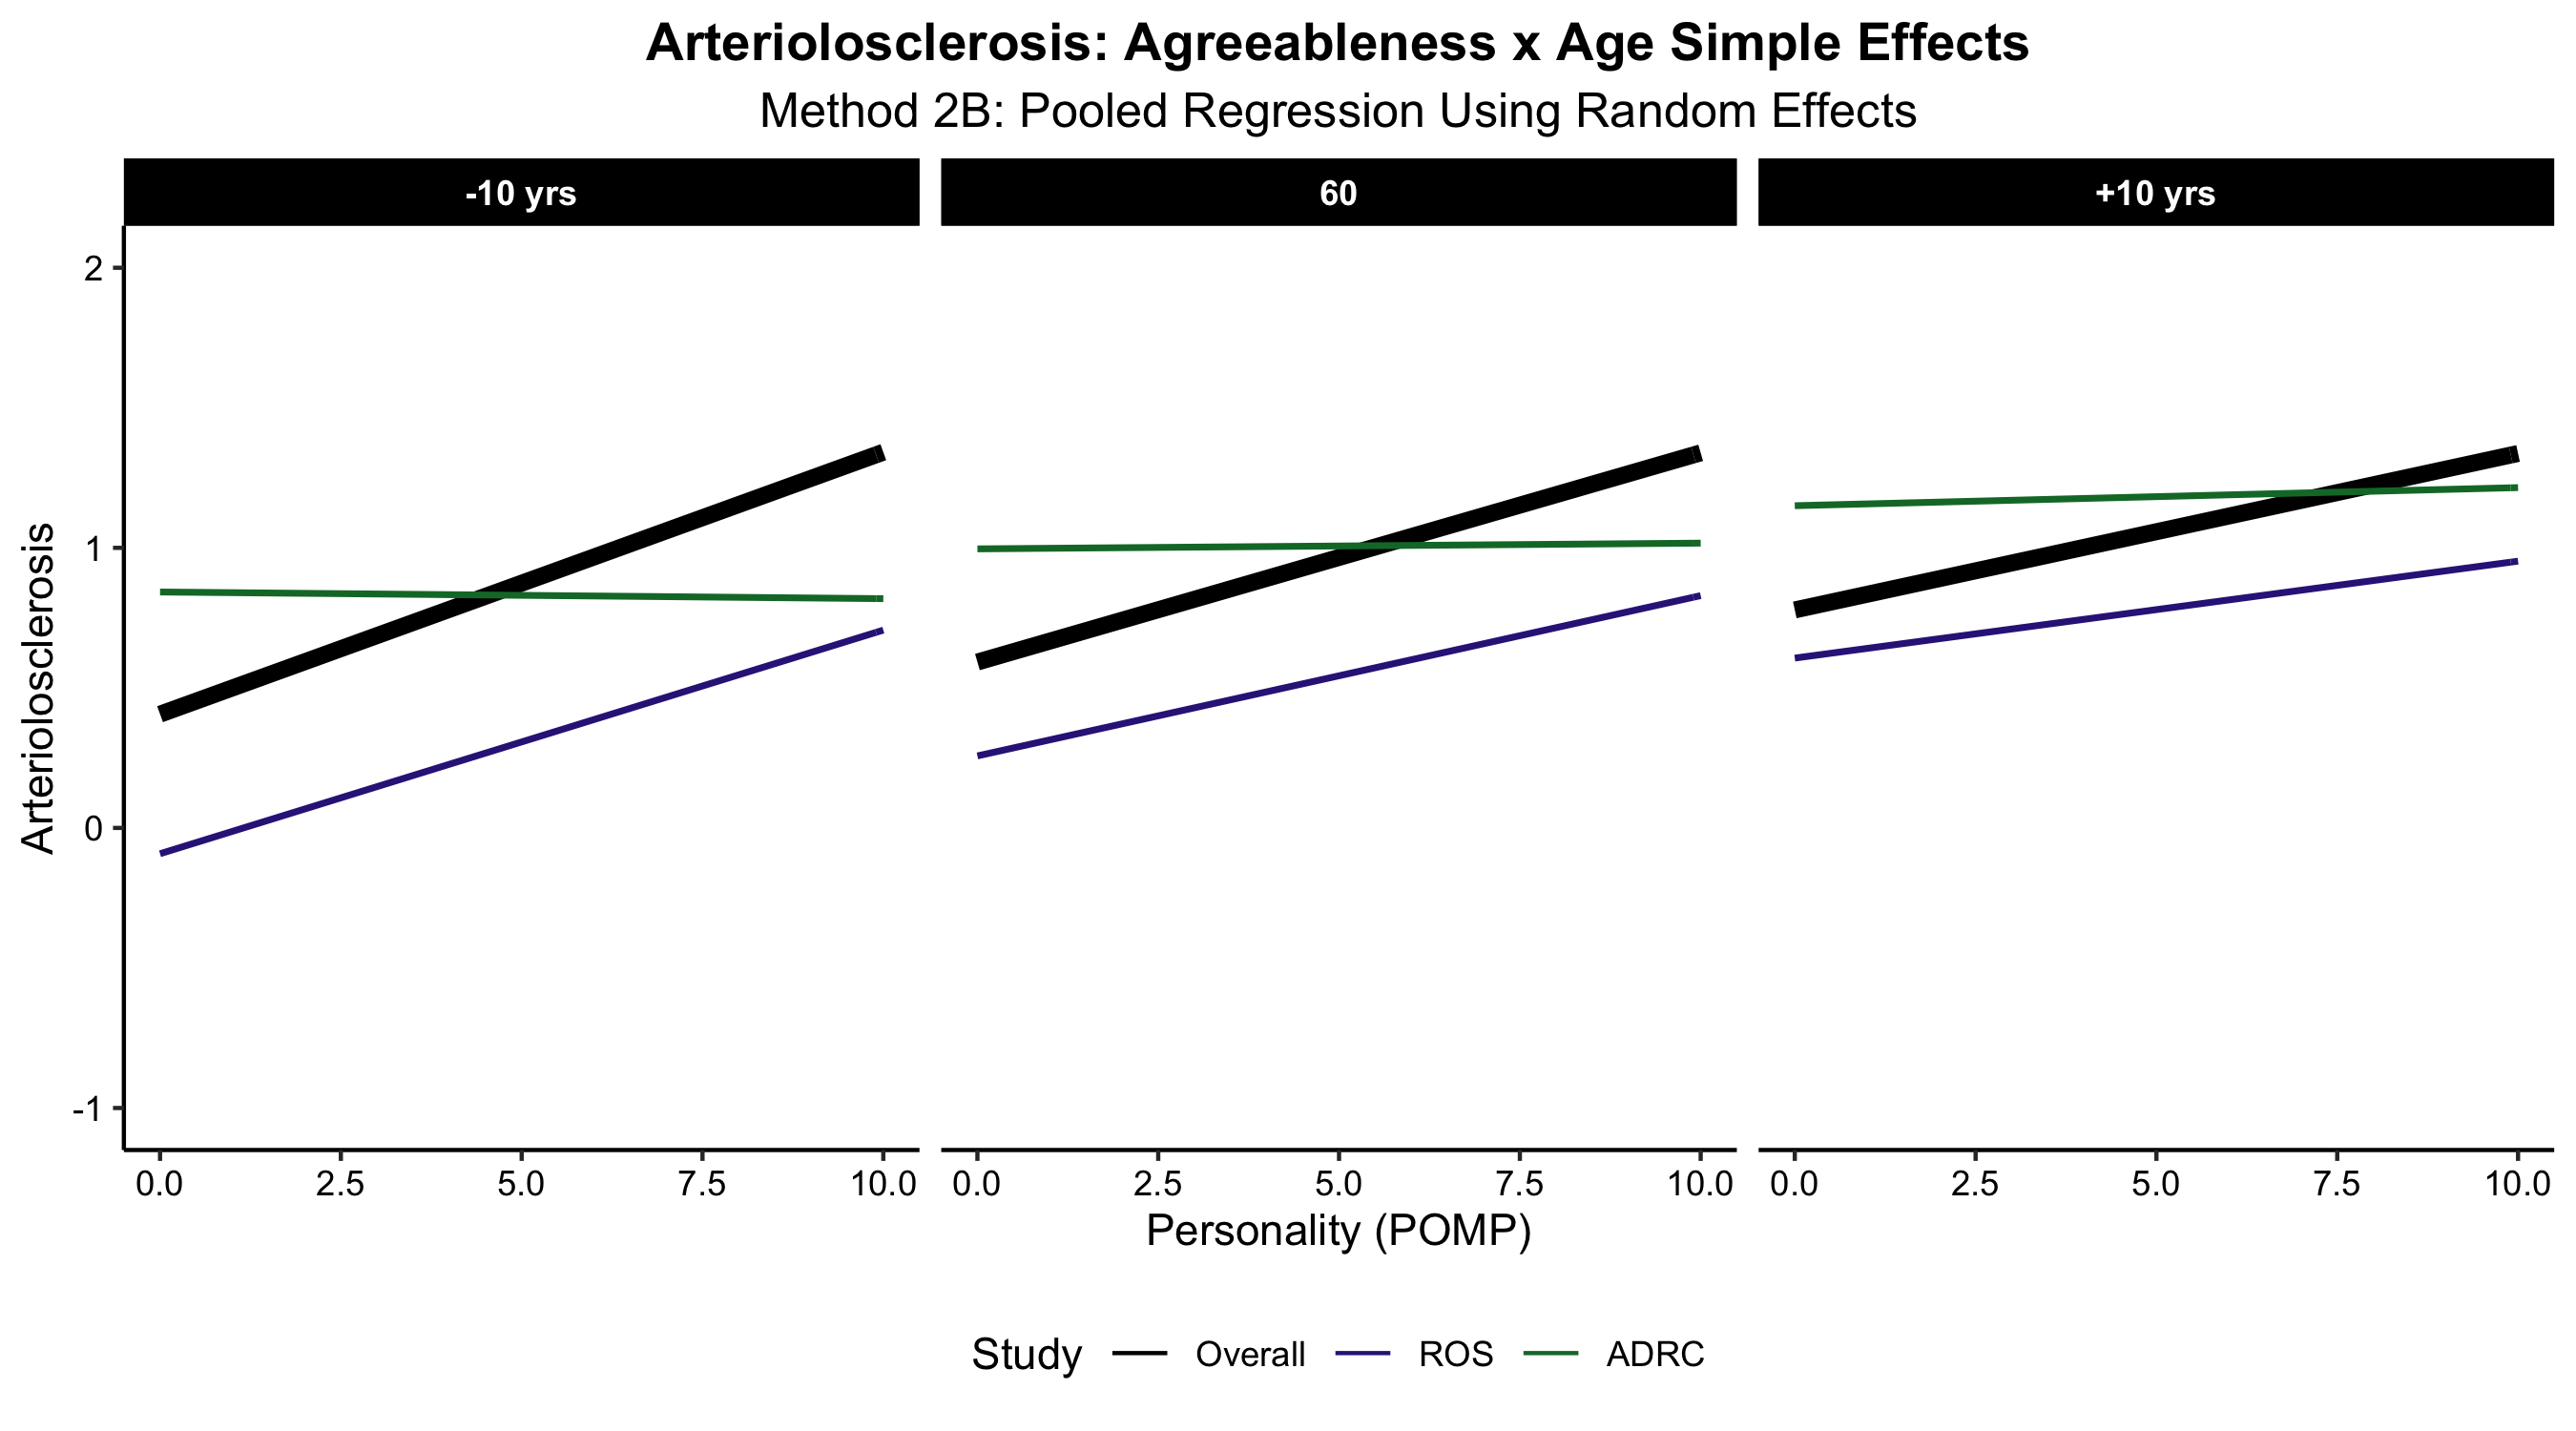 Arteriolosclerosis: Agreeableness x Age Simple Effects
Method 2B: Pooled Regression Using Random Effects
-10 yrs
60
+10 yrs
Arteriolosclerosis
2
1
0
-1
0.0 2.5 5.0 7.5 10.0
0.0 2.5 5.0 7.5 10.0
0.0 2.5 5.0 7.5 10.0
Personality (POMP)
Study Overall ROS ADRC